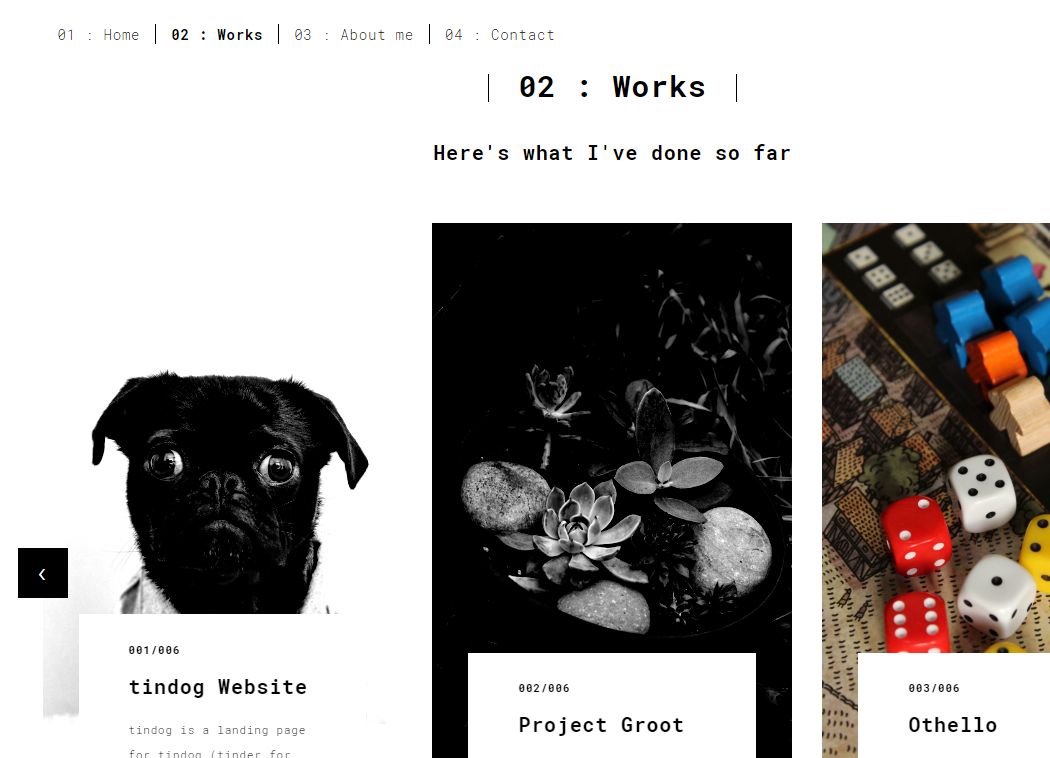 01 : Home | 02 : Works | 03 : About me | 04 : Contact
| 02 : Works |
Here's what I've done so far
‹
001/006
tindog Website
tindog is a landing page
for tindog (tinder for
002/006
Project Groot
003/006
Othello